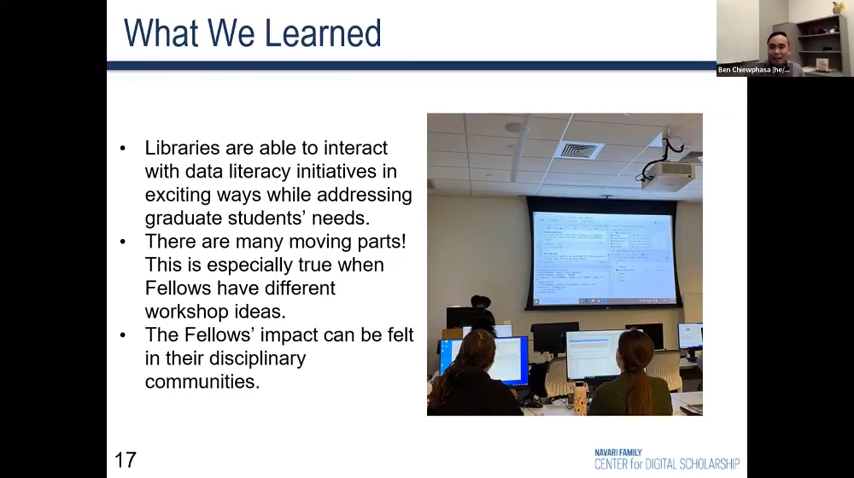 What We Learned
Ben Chiewphasa (he/...
• Libraries are able to interact
with data literacy initiatives in
exciting ways while addressing
graduate students’ needs.
• There are many moving parts!
This is especially true when
Fellows have different
workshop ideas.
• The Fellows’ impact can be felt
in their disciplinary
communities.
17
NAVARI FAMILY
CENTER for DIGITAL SCHOLARSHIP